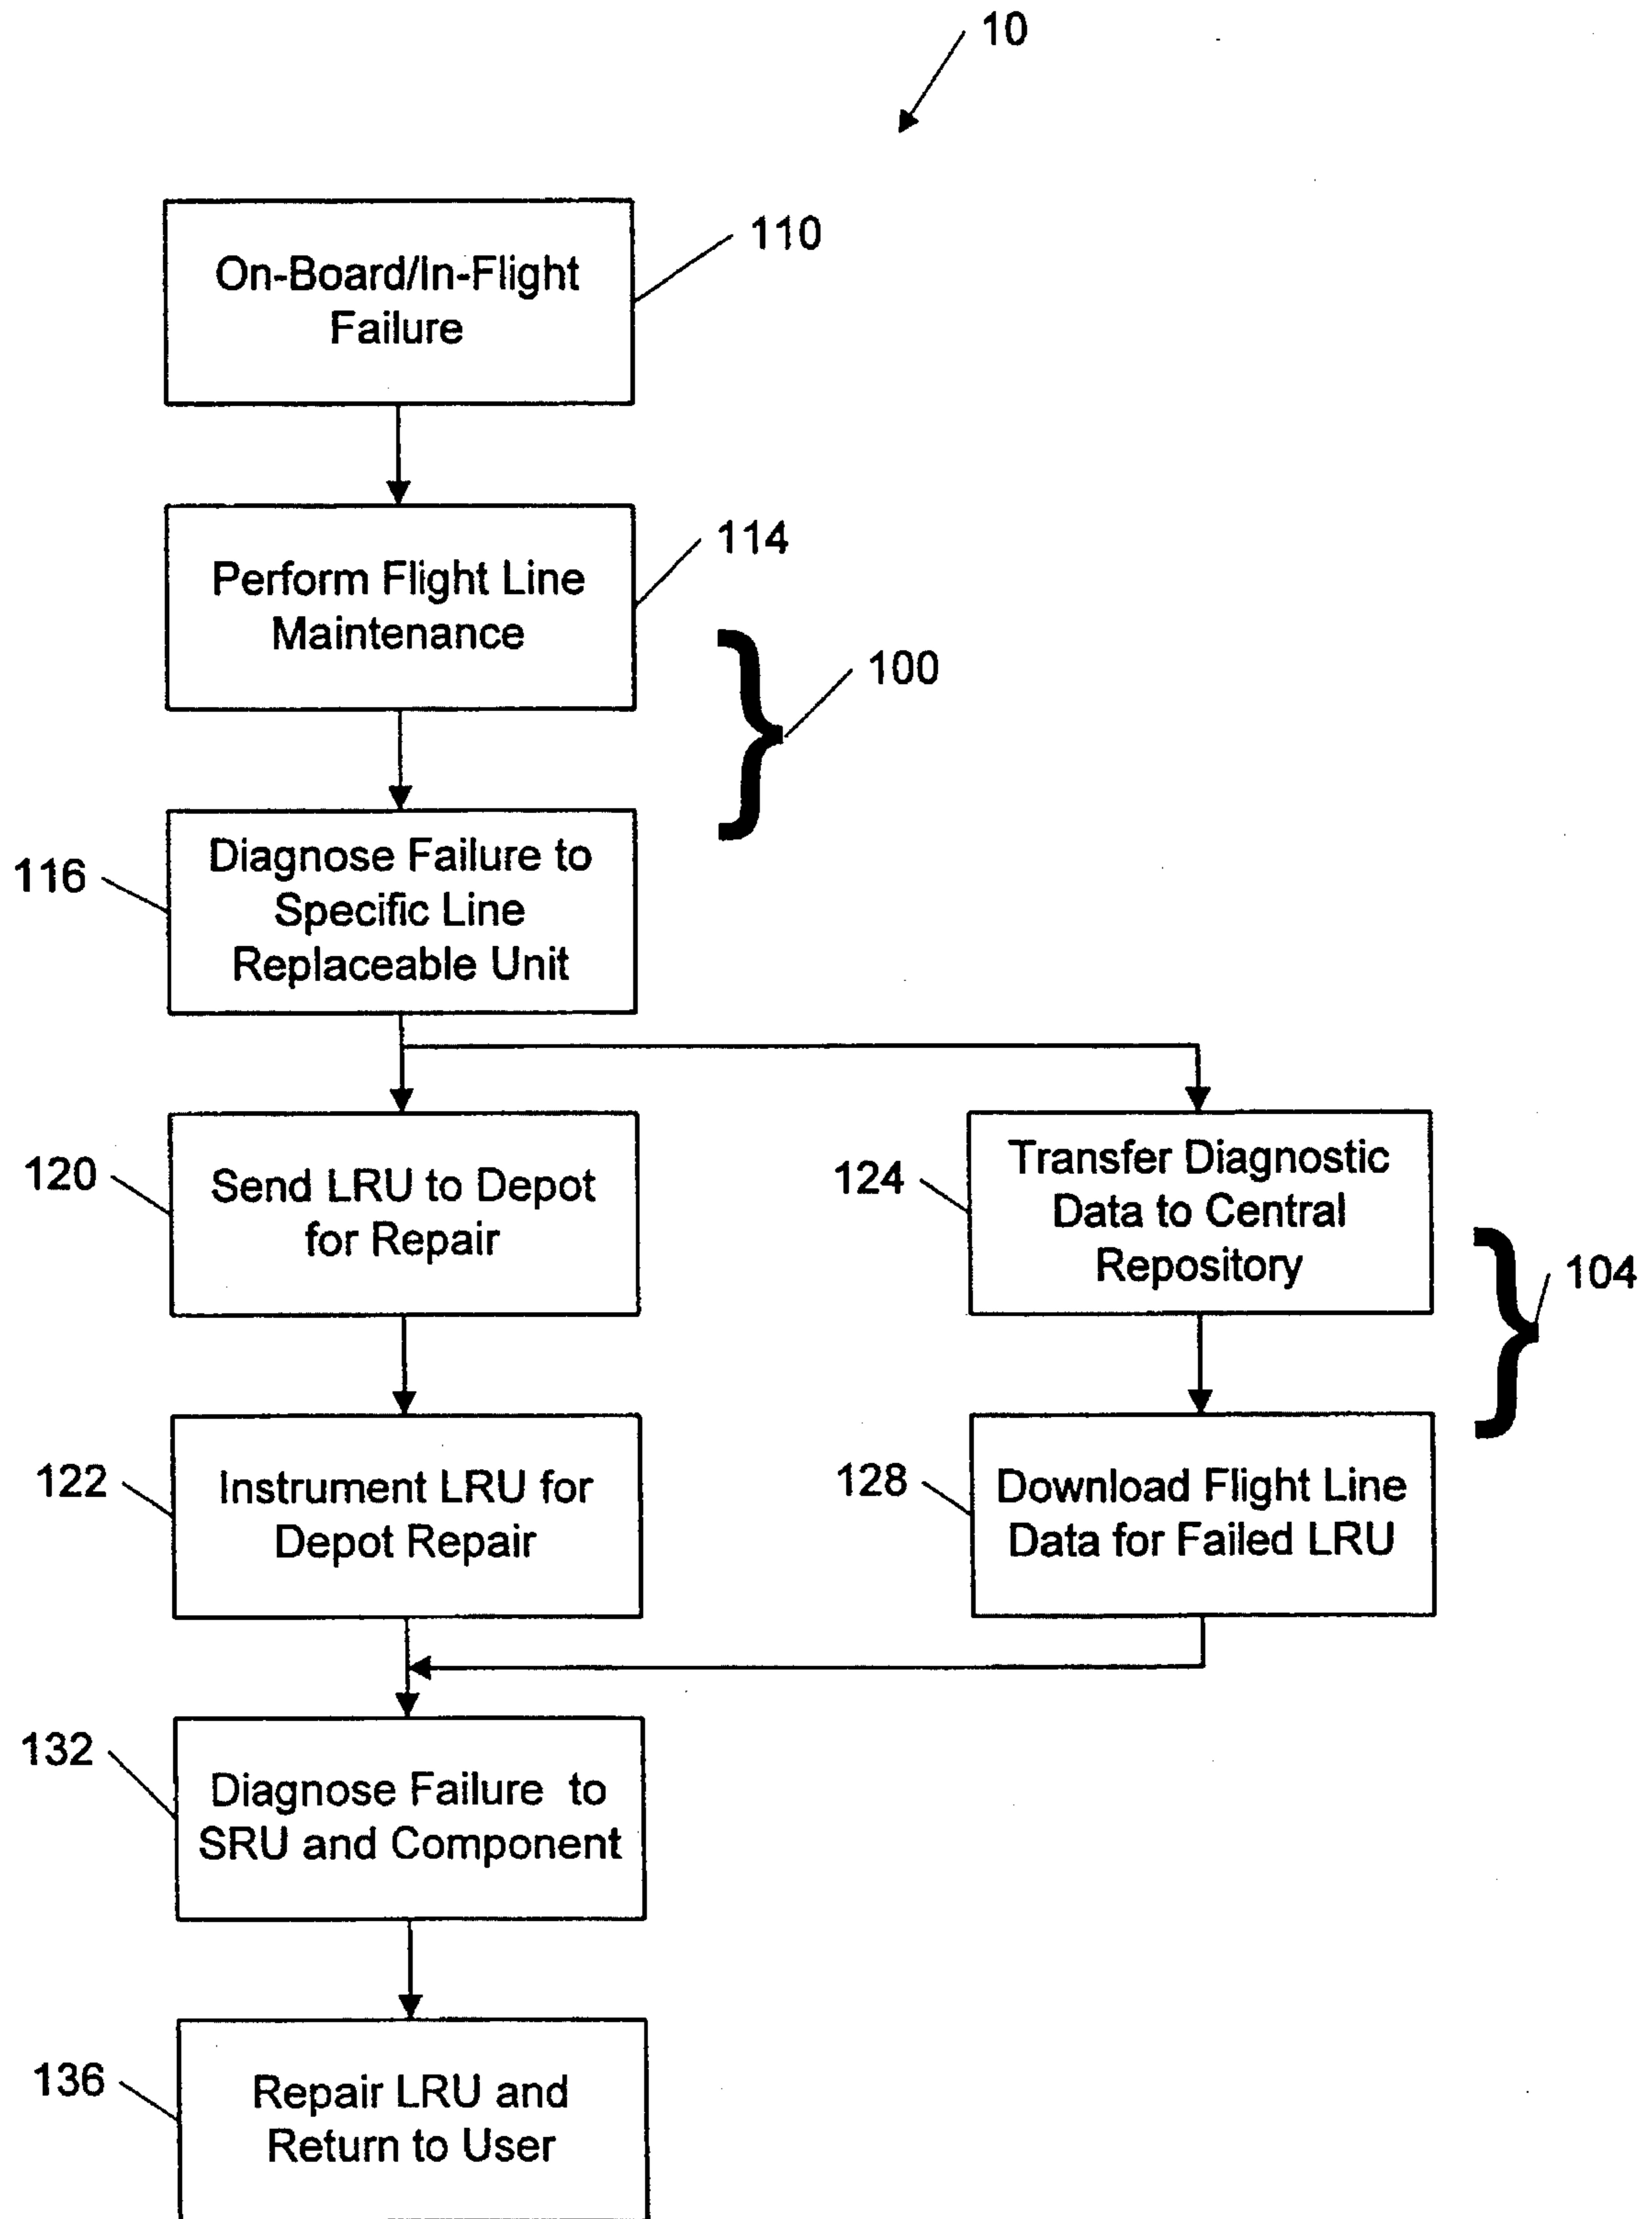 10
On-Board/In-Flight
Failure
110
Perform Flight Line
Maintenance
114
100
116
Diagnose Failure to
Specific Line
Replaceable Unit
120
Send LRU to Depot
for Repair
124
Transfer Diagnostic
Data to Central
Repository
104
122
Instrument LRU for
Depot Repair
128
Download Flight Line
Data for Failed LRU
132
Diagnose Failure to
SRU and Component
136
Repair LRU and
Return to User